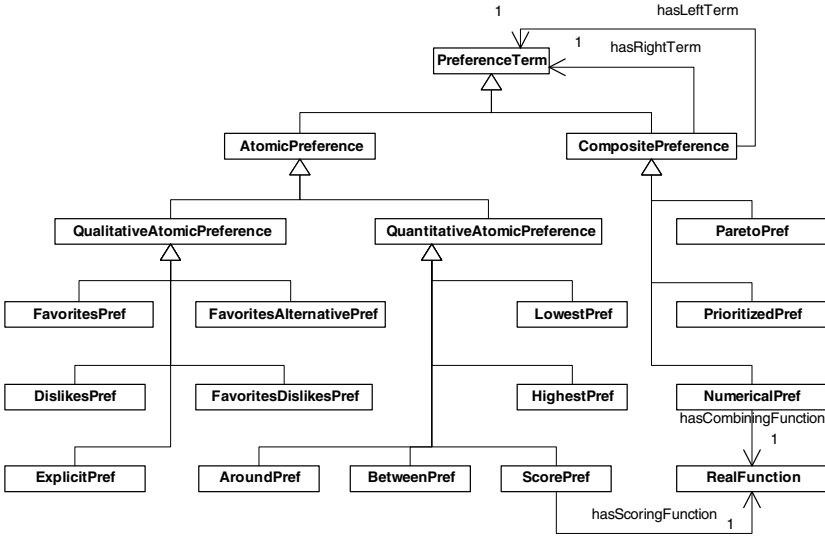 1
hasLeftTerm
1
hasRightTerm
PreferenceTerm
AtomicPreference
CompositePreference
QualitativeAtomicPreference
QuantitativeAtomicPreference
ParetoPref
FavoritesPref
FavoritesAlternativePref
LowestPref
PrioritizedPref
DislikesPref
FavoritesDislikesPref
HighestPref
NumericalPref
hasCombiningFunction
1
ExplicitPref
AroundPref
BetweenPref
ScorePref
RealFunction
hasScoringFunction
1